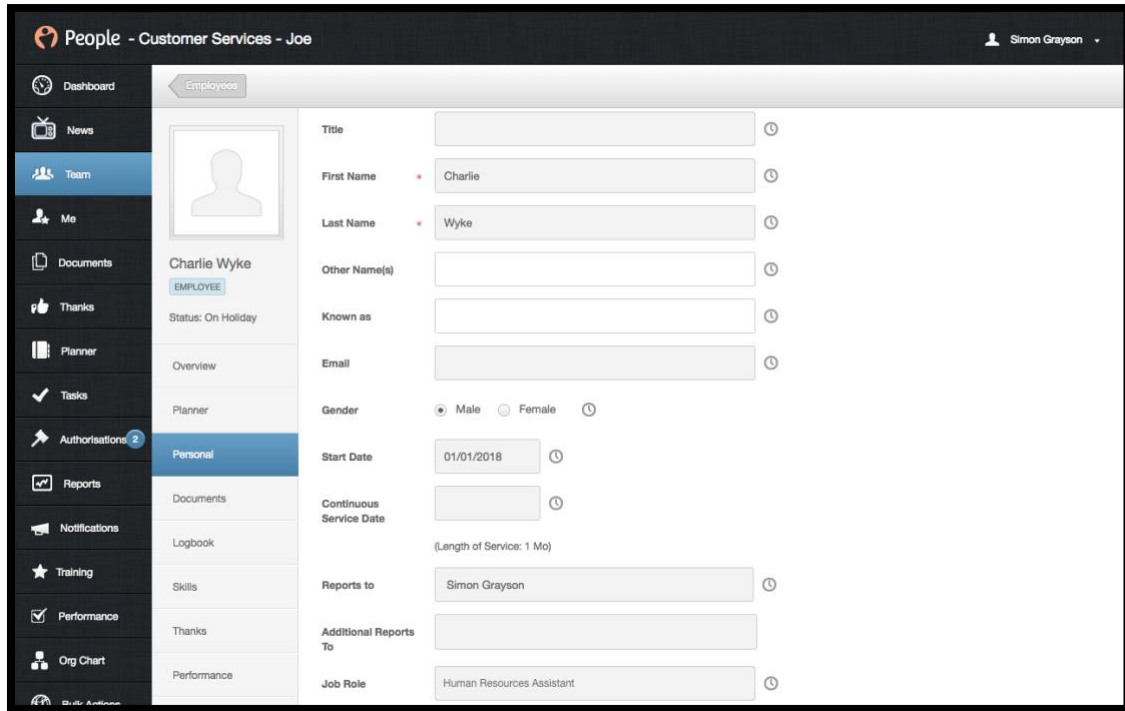 People - Customer Services - Joe
Simon Grayson
Dashboard
News
Team
Me
Documents
Thanks
Planner
Tasks
Authorisations 2
Reports
Notifications
Training
Performance
Org Chart
Bulk Actions
Employees
Charlie Wyke
EMPLOYEE
Status: On Holiday
Overview
Planner
Personal
Documents
Logbook
Skills
Thanks
Performance
Title
First Name * Charlie
Last Name * Wyke
Other Name(s)
Known as
Email
Gender Male Female
Start Date 01/01/2018
Continuous
Service Date
(Length of Service: 1 Mo)
Reports to Simon Grayson
Additional Reports
To
Job Role Human Resources Assistant